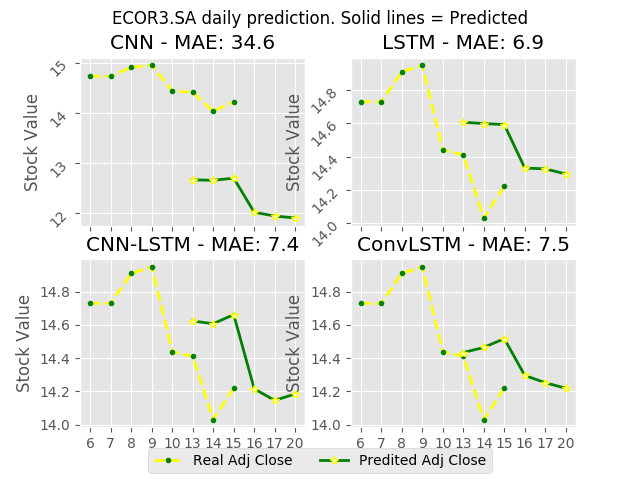 ECOR3.SA daily prediction. Solid lines = Predicted
CNN - MAE: 34.6
LSTM - MAE: 6.9
Stock Value
15
14
13
12
Stock Value
14.8
14.6
14.4
14.2
14.0
CNN-LSTM - MAE: 7.4
ConvLSTM - MAE: 7.5
Stock Value
14.8
14.6
14.4
14.2
14.0
6 7 8 9 10 13 14 15 16 17 20
Stock Value
14.8
14.6
14.4
14.2
14.0
6 7 8 9 10 13 14 15 16 17 20
Real Adj Close
Predited Adj Close